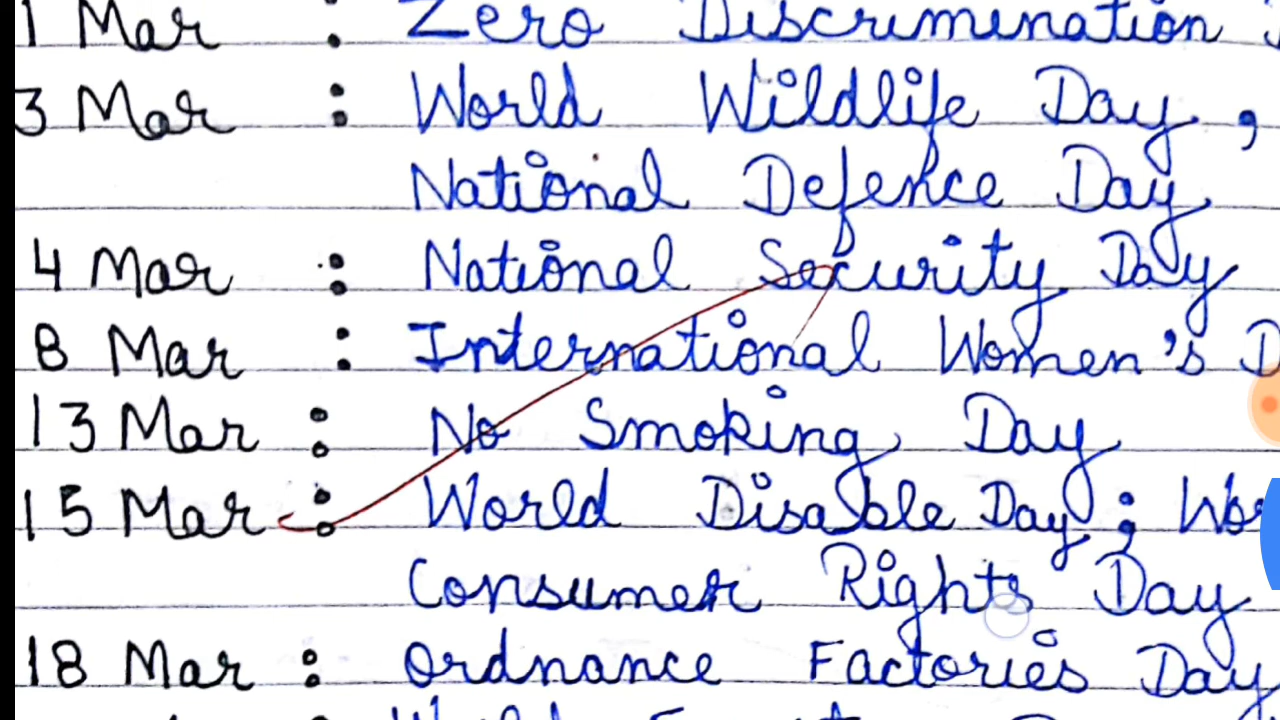 1 Mar : Zero Discrimination
3 Mar : World Wildlife Day,
National Defence Day
4 Mar : National Security Day
8 Mar : International Women's D
13 Mar : No Smoking Day
15 Mar : World Disable Day ; Wor
Consumer Rights Day
18 Mar : Ordnance Factories Day
World